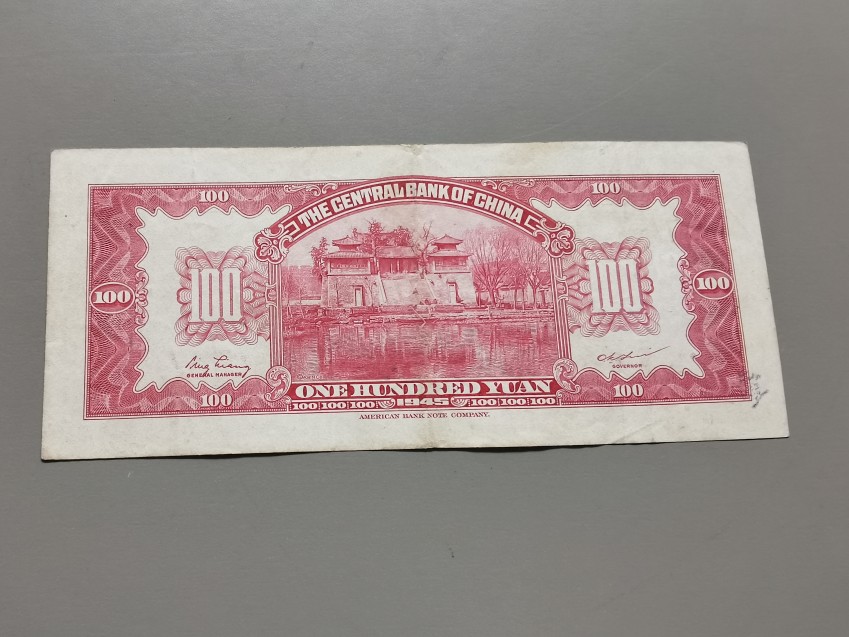 100 100
THE CENTRAL BANK OF CHINA
100 100 100 100
GENERAL MANAGER GOVERNOR
100 ONE HUNDRED YUAN 100
100 100 100 1945 100 100 100
AMERICAN BANK NOTE COMPANY.